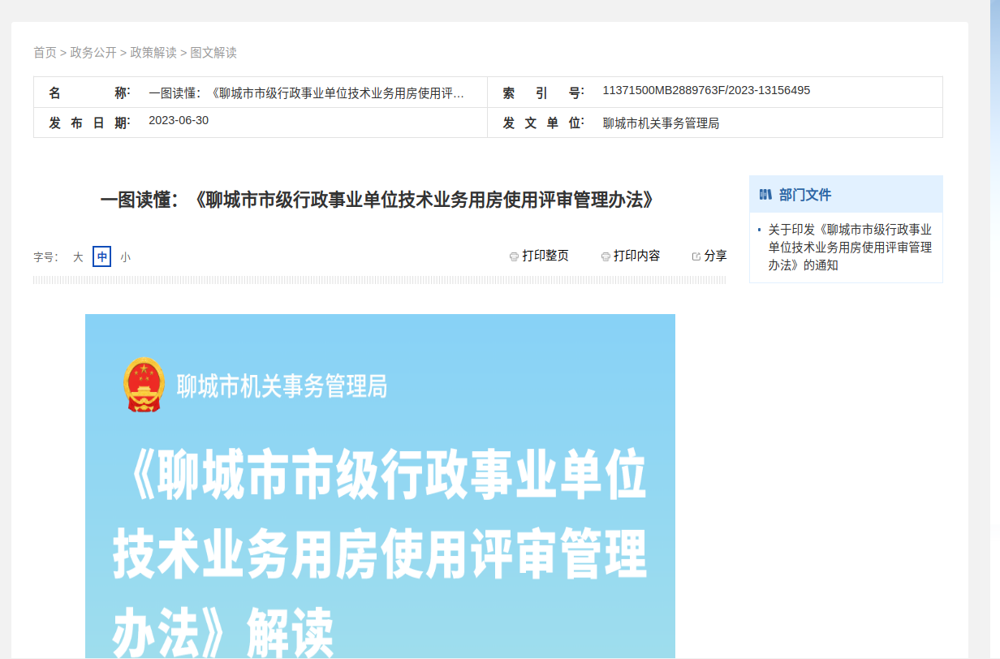 首页 > 政务公开 > 政策解读 > 图文解读
名称: 一图读懂：《聊城市市级行政事业单位技术业务用房使用评… 索引号: 11371500MB2889763F/2023-13156495
发布日期: 2023-06-30 发文单位: 聊城市机关事务管理局
一图读懂：《聊城市市级行政事业单位技术业务用房使用评审管理办法》
字号： 大 中 小 打印整页 打印内容 分享
部门文件
关于印发《聊城市市级行政事业
单位技术业务用房使用评审管理
办法》的通知
聊城市机关事务管理局
《聊城市市级行政事业单位
技术业务用房使用评审管理
办法》解读